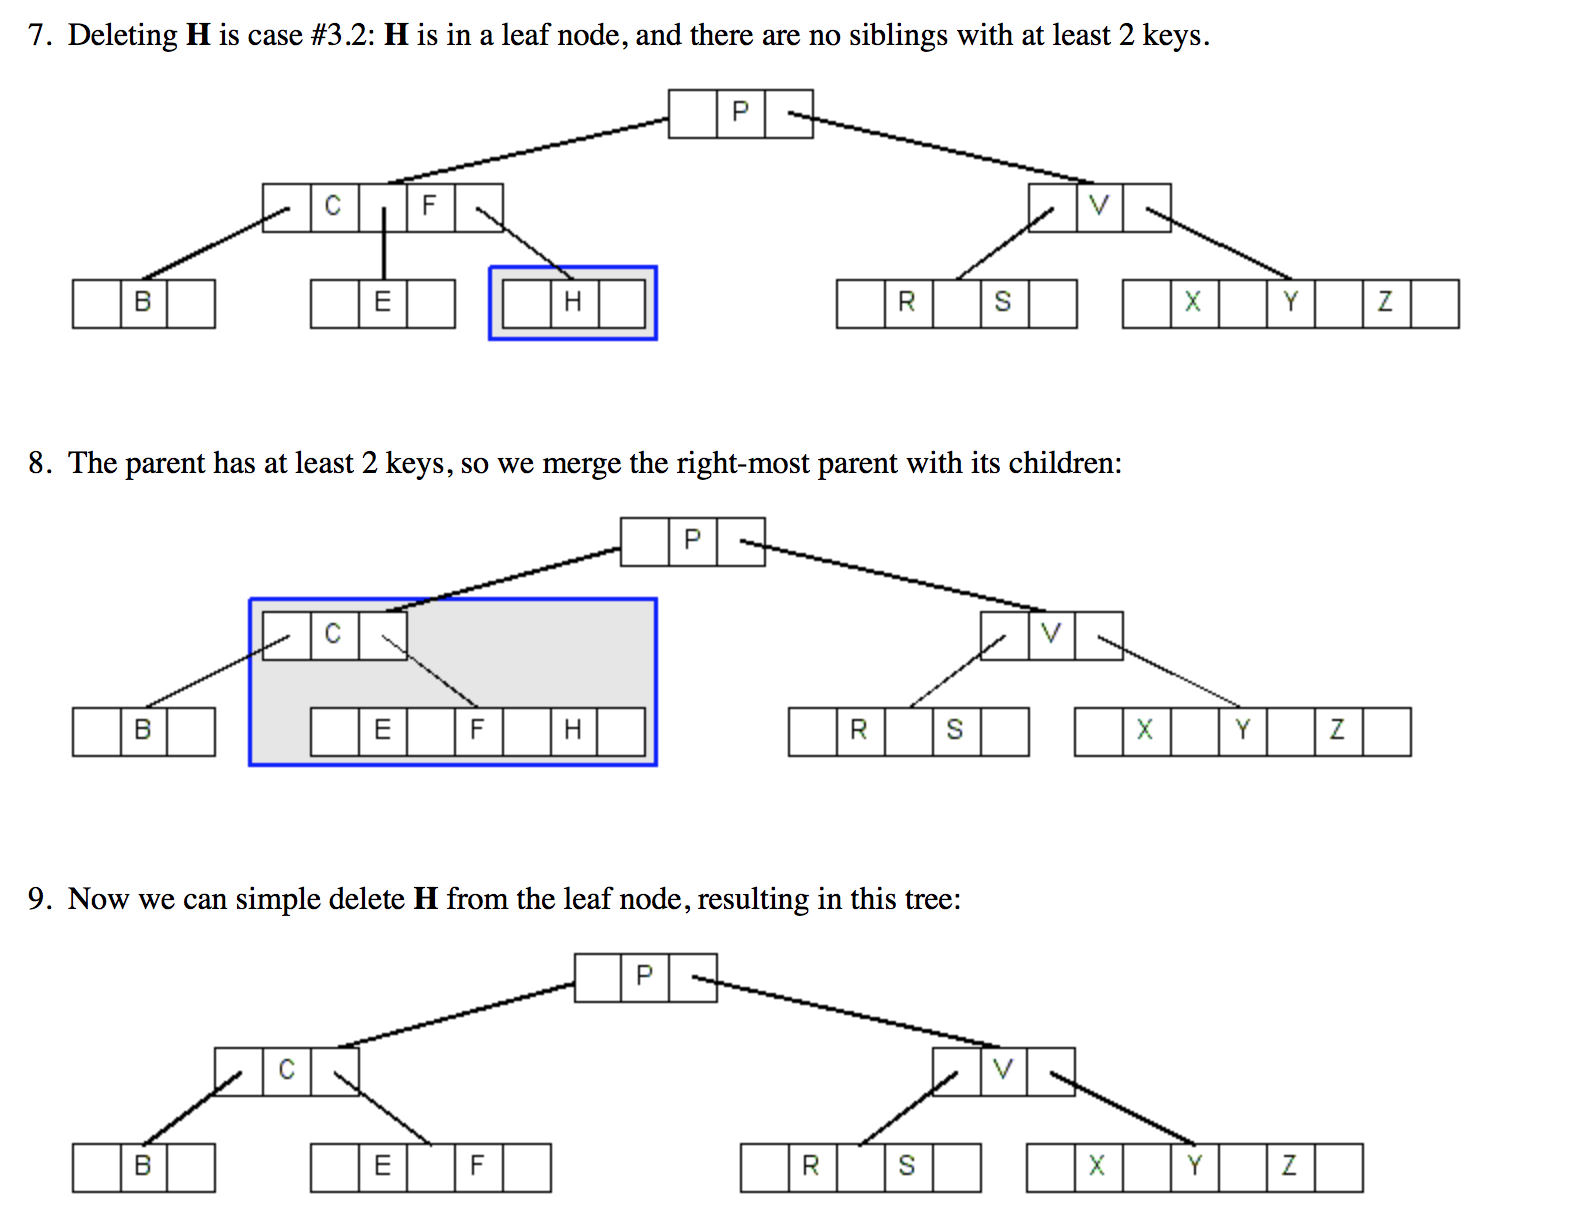 7. Deleting H is case #3.2: H is in a leaf node, and there are no siblings with at least 2 keys.
P
C F V
B E H R S X Y Z
8. The parent has at least 2 keys, so we merge the right-most parent with its children:
P
C V
B E F H R S X Y Z
9. Now we can simple delete H from the leaf node, resulting in this tree:
P
C V
B E F R S X Y Z